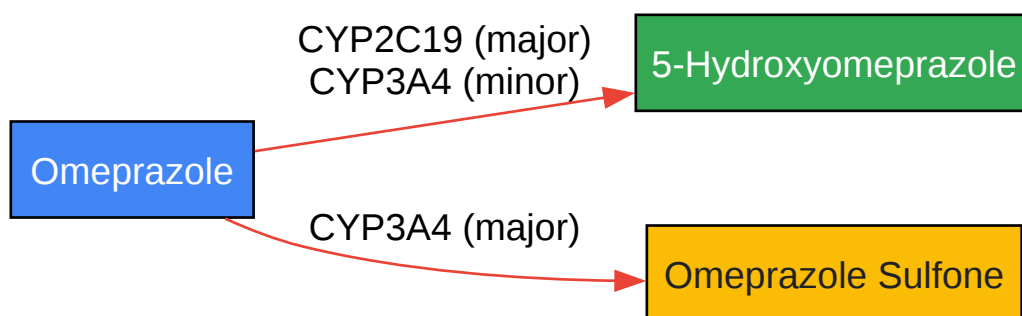 CYP2C19 (major)
CYP3A4 (minor)
5-Hydroxyomeprazole
Omeprazole
CYP3A4 (major)
Omeprazole Sulfone